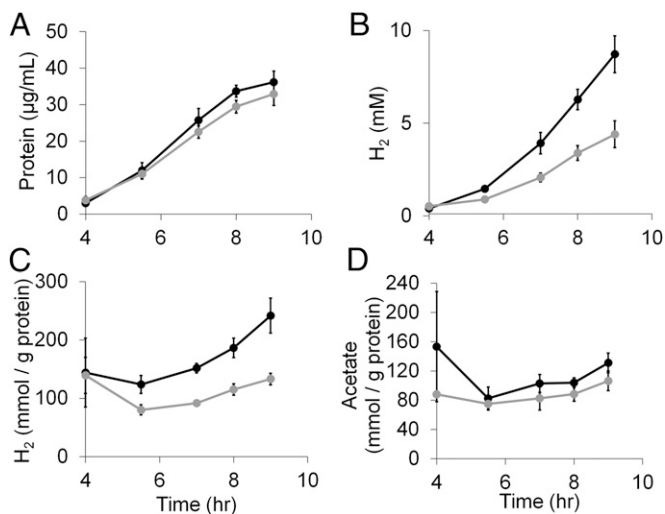 A
50
40
30
20
10
0
Protein (µg/mL)
4 6 8 10
B
10
5
0
H₂ (mM)
4 6 8 10
C
300
200
100
0
H₂ (mmol / g protein)
4 6 8 10
Time (hr)
D
240
200
160
120
80
40
0
Acetate
(mmol / g protein)
4 6 8 10
Time (hr)